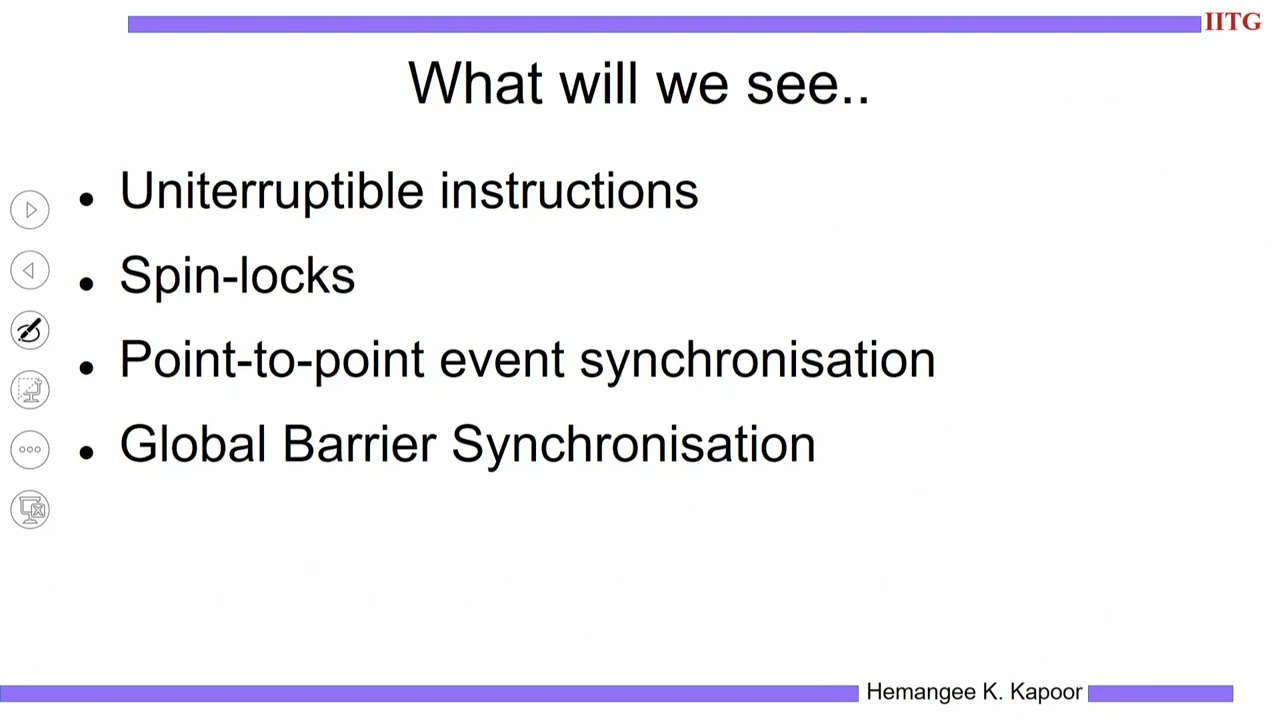 IITG
What will we see..
• Uniterruptible instructions
• Spin-locks
• Point-to-point event synchronisation
• Global Barrier Synchronisation
Hemangee K. Kapoor